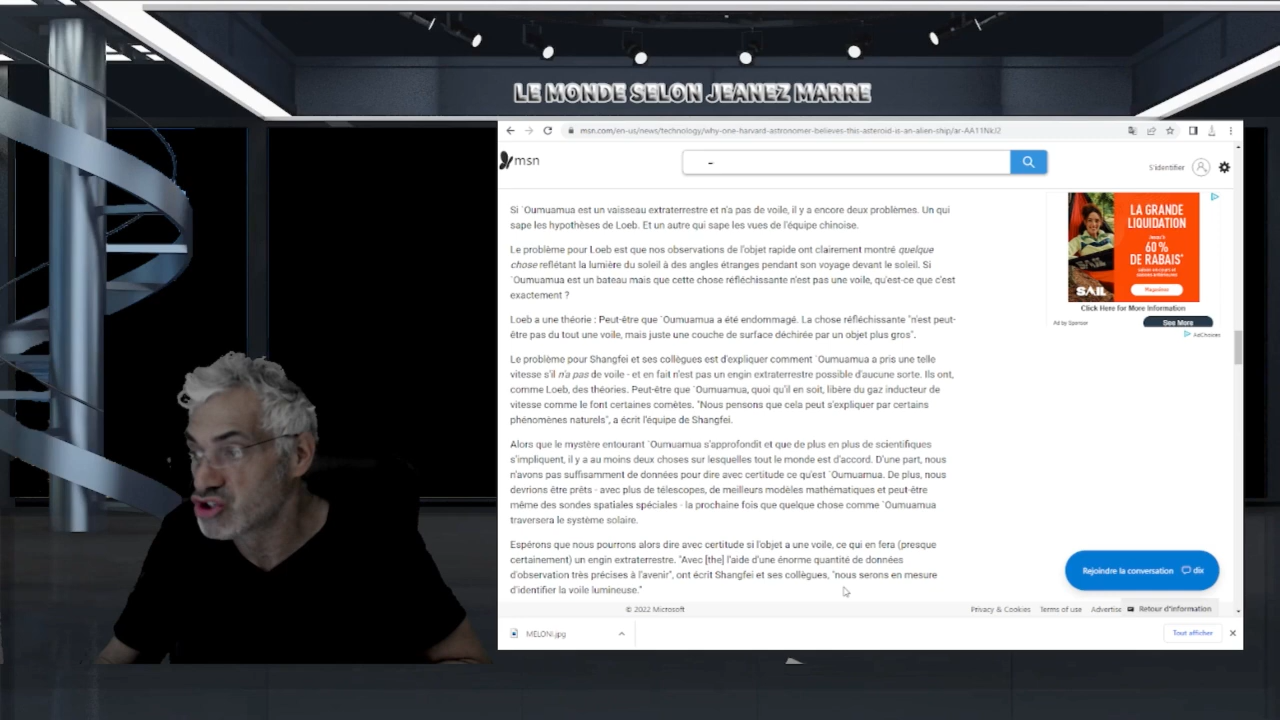 LE MONDE SELON JEANEZ MARRE
msn.com/en-us/news/technology/why-one-harvard-astronomer-believes-this-asteroid-is-an-alien-ship/ar-AA11NkJ2
msn
S'identifier
Si ʻOumuamua est un vaisseau extraterrestre et n'a pas de voile, il y a encore deux problèmes. Un qui
sape les hypothèses de Loeb. Et un autre qui sape les vues de l'équipe chinoise.
Le problème pour Loeb est que nos observations de l'objet rapide ont clairement montré quelque
chose reflétant la lumière du soleil à des angles étranges pendant son voyage devant le soleil. Si
ʻOumuamua est un bateau mais que cette chose réfléchissante n'est pas une voile, qu'est-ce que c'est
exactement ?
Loeb a une théorie : Peut-être que ʻOumuamua a été endommagé. La chose réfléchissante "n'est peut-
être pas du tout une voile, mais juste une couche de surface déchirée par un objet plus gros".
Le problème pour Shangfei et ses collègues est d'expliquer comment ʻOumuamua a pris une telle
vitesse s'il n'a pas de voile - et en fait n'est pas un engin extraterrestre possible d'aucune sorte. Ils ont,
comme Loeb, des théories. Peut-être que ʻOumuamua, quoi qu'il en soit, libère du gaz inducteur de
vitesse comme le font certaines comètes. "Nous pensons que cela peut s'expliquer par certains
phénomènes naturels", a écrit l'équipe de Shangfei.
Alors que le mystère entourant ʻOumuamua s'approfondit et que de plus en plus de scientifiques
s'impliquent, il y a au moins deux choses sur lesquelles tout le monde est d'accord. D'une part, nous
n'avons pas suffisamment de données pour dire avec certitude ce qu'est ʻOumuamua. De plus, nous
devrions être prêts - avec plus de télescopes, de meilleurs modèles mathématiques et peut-être
même des sondes spatiales spéciales - la prochaine fois que quelque chose comme ʻOumuamua
traversera le système solaire.
Espérons que nous pourrons alors dire avec certitude si l'objet a une voile, ce qui en fera (presque
certainement) un engin extraterrestre. "Avec [the] l'aide d'une énorme quantité de données
d'observation très précises à l'avenir", ont écrit Shangfei et ses collègues, "nous serons en mesure
d'identifier la voile lumineuse."
LA GRANDE
LIQUIDATION
60 %
DE RABAIS*
SAIL
Magasinez
Click Here for More Information
Ad by Sponsor
See More
AdChoices
Rejoindre la conversation
dix
© 2022 Microsoft
Privacy & Cookies
Terms of use
Advertise
Retour d'information
MELONI.jpg
Tout afficher